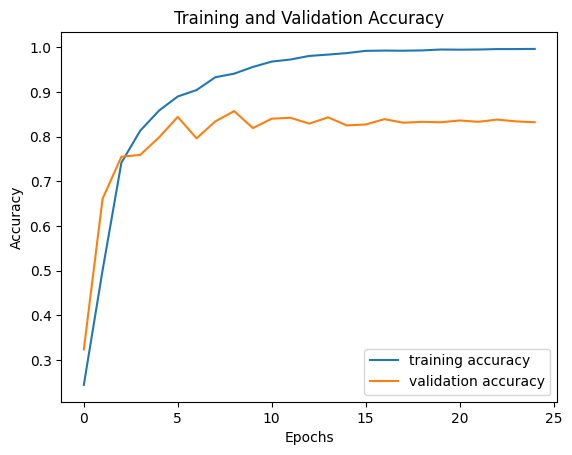 Training and Validation Accuracy
Accuracy
1.0
0.9
0.8
0.7
0.6
0.5
0.4
0.3
training accuracy
validation accuracy
0 5 10 15 20 25
Epochs